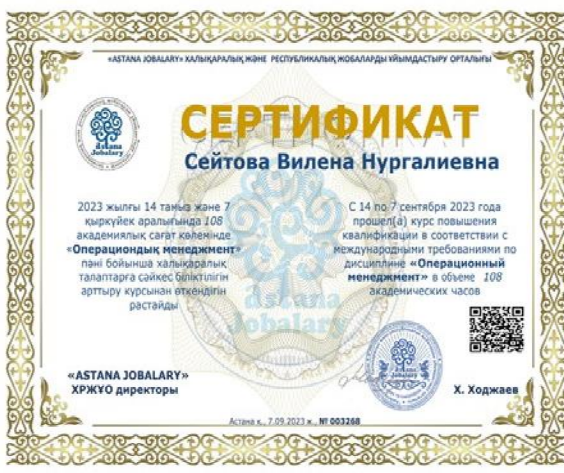 «ASTANA JOBALARY» ХАЛЫҚАРАЛЫҚ ЖӘНЕ РЕСПУБЛИКАЛЫҚ ЖОБАЛАРДЫ ҰЙЫМДАСТЫРУ ОРТАЛЫҒЫ
Astana
Jobalary
СЕРТИФИКАТ
Сейтова Вилена Нургалиевна
2023 жылғы 14 тамыз және 7
қыркүйек аралығында 108
академиялық сағат көлемінде
«Операциондық менеджмент»
пәні бойынша халықаралық
талаптарға сәйкес біліктілігін
арттыру курсынан өткендігін
растайды
С 14 по 7 сентября 2023 года
прошел(а) курс повышения
квалификации в соответствии с
международными требованиями по
дисциплине «Операционный
менеджмент» в объеме 108
академических часов
Astana
Jobalary
«ASTANA JOBALARY»
ХРЖҰО директоры
Х. Ходжаев
Астана қ., 7.09.2023 ж., № 003268